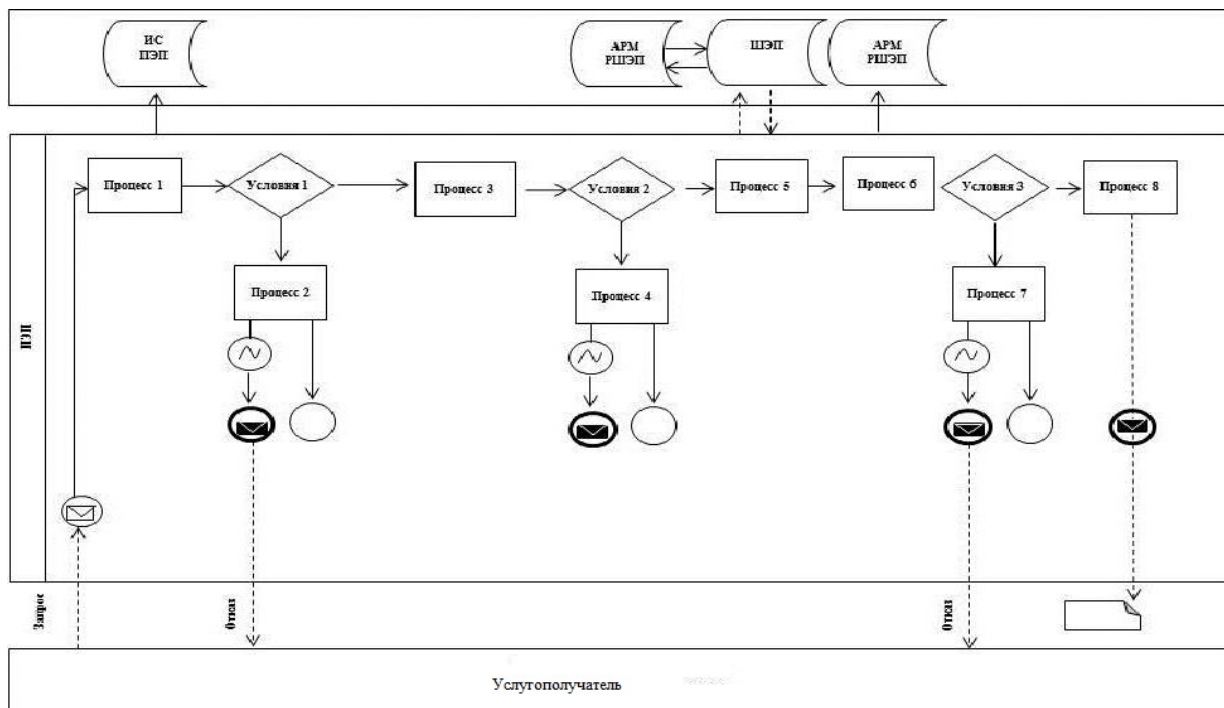 ИС
ПЭП
АРМ
РШЭП
ШЭП
АРМ
РШЭП
ПЭП
Процесс 1
Условия 1
Процесс 3
Условия 2
Процесс 5
Процесс 6
Условия 3
Процесс 8
Процесс 2
Процесс 4
Процесс 7
Запрос
Отказ
Отказ
Услугополучатель